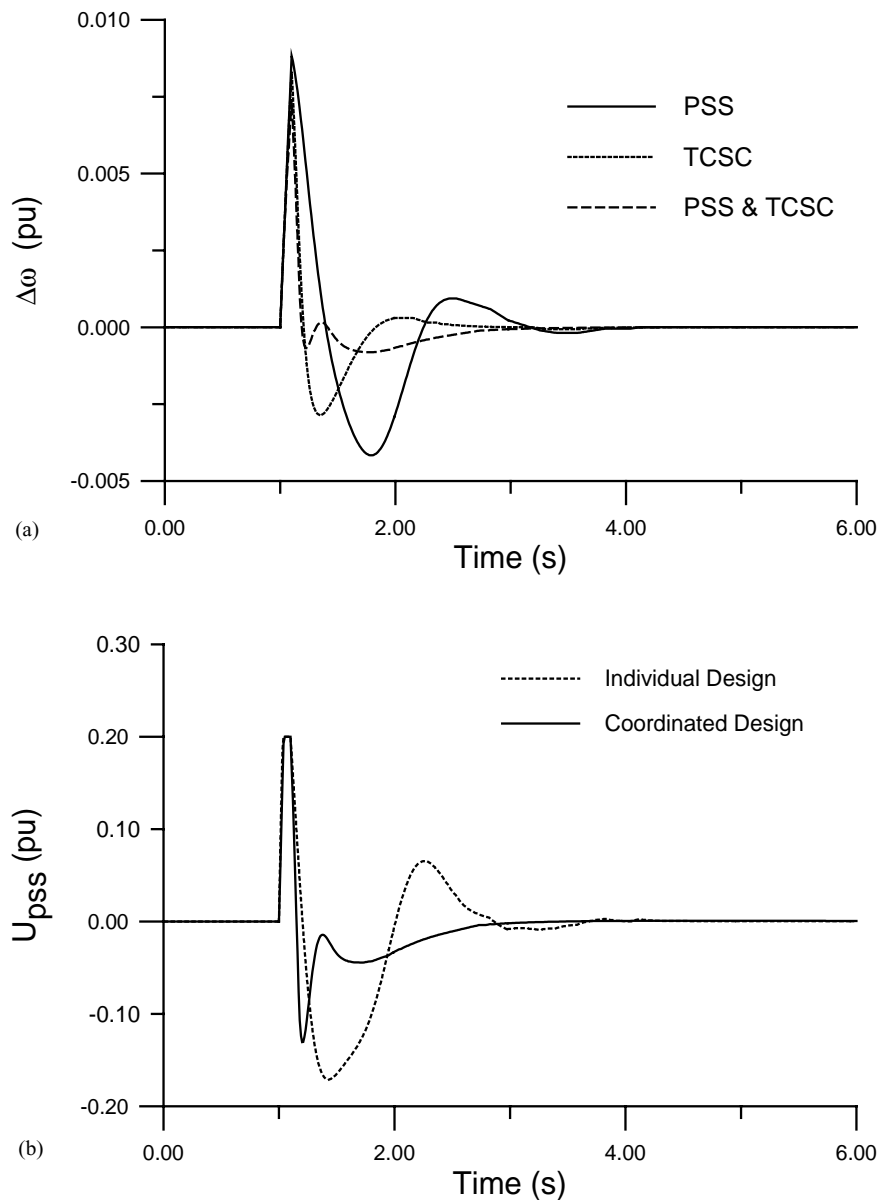 0.010
0.005
0.000
-0.005
Δω (pu)
PSS
TCSC
PSS & TCSC
0.00
2.00
4.00
6.00
Time (s)
(a)
0.30
0.20
0.10
0.00
-0.10
-0.20
Upss (pu)
Individual Design
Coordinated Design
0.00
2.00
4.00
6.00
Time (s)
(b)